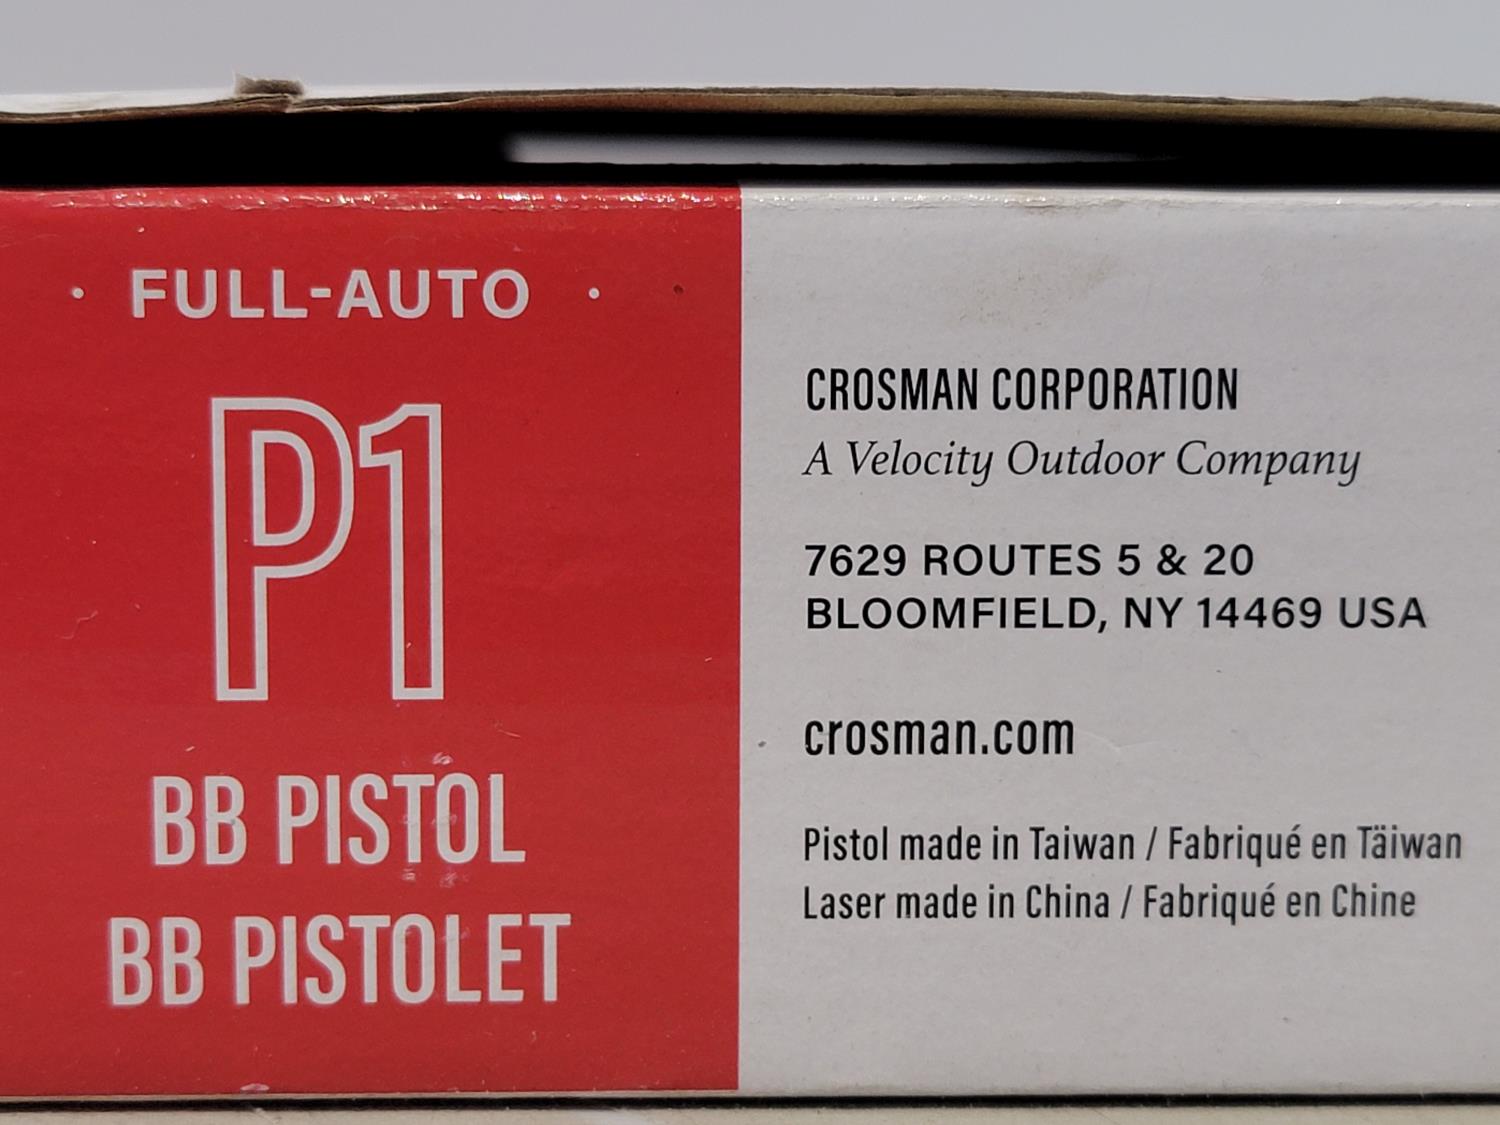 · FULL-AUTO ·
P1
BB PISTOL
BB PISTOLET
CROSMAN CORPORATION
A Velocity Outdoor Company
7629 ROUTES 5 & 20
BLOOMFIELD, NY 14469 USA
crosman.com
Pistol made in Taiwan / Fabriqué en Täiwan
Laser made in China / Fabriqué en Chine